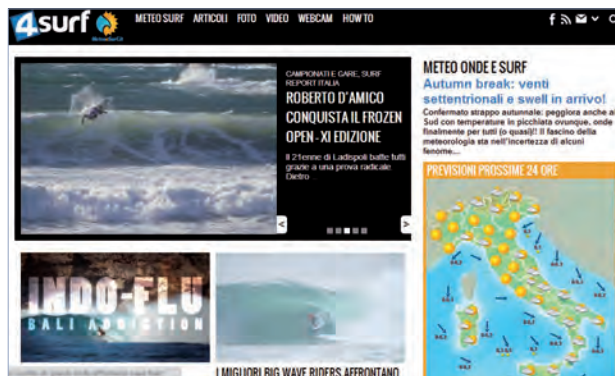 4surf
METEO SURF ARTICOLI FOTO VIDEO WEBCAM HOW TO
CAMPIONATI E GARE, SURF
REPORT ITALIA
ROBERTO D'AMICO
CONQUISTA IL FROZEN
OPEN - XI EDIZIONE
Il 21enne di Ladispoli batte tutti
grazie a una prova radicale
Dietro ...
METEO ONDE E SURF
Autumn break: venti
settentrionali e swell in arrivo!
Confermato strappo autunnale: peggiora anche al
Sud con temperature in picchiata ovunque, onde
finalmente per tutti (o quasi)!! Il fascino della
meteorologia sta nell'incertezza di alcuni
fenome...
PREVISIONI PROSSIME 24 ORE
INDO-FLU
BALI ADDICTION
I MIGLIORI BIG WAVE RIDERS AFFRONTANO